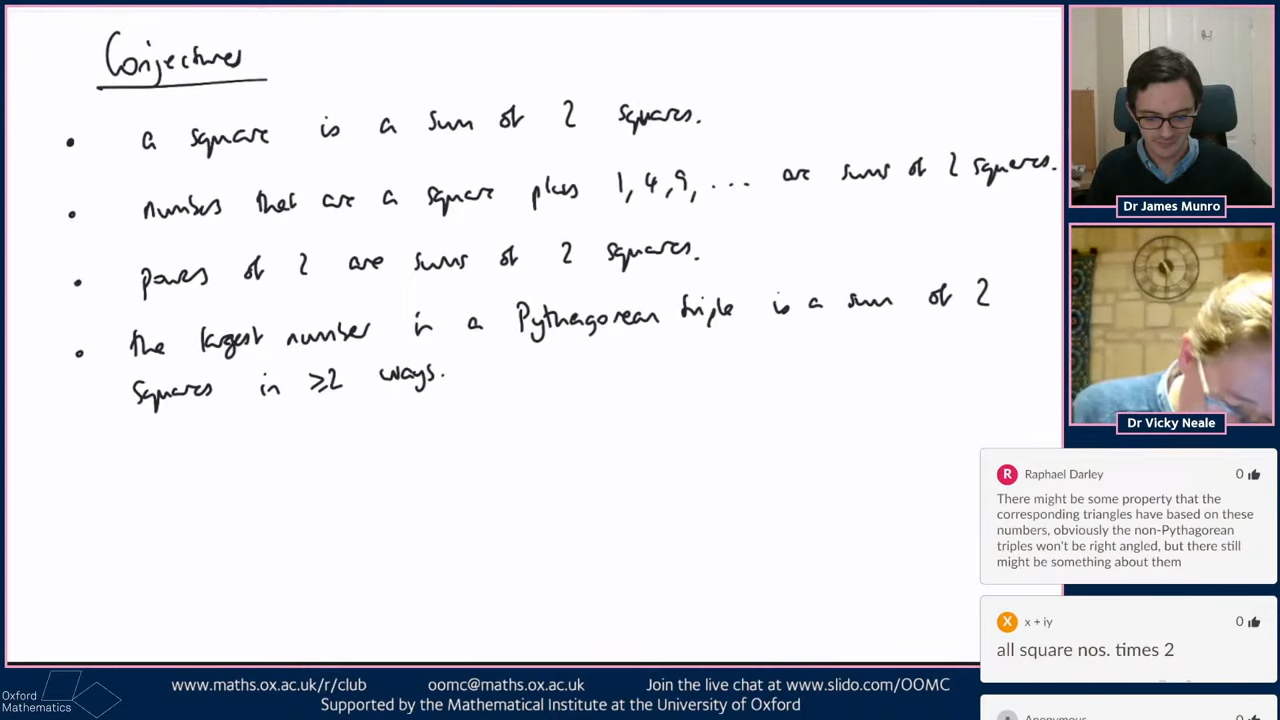 Conjectures
• a square is a sum of 2 squares.
• numbers that are a square plus 1, 4, 9, ... are sums of 2 squares.
• powers of 2 are sums of 2 squares.
• the largest number in a Pythagorean triple is a sum of 2
squares in ≥2 ways.
Dr James Munro
Dr Vicky Neale
R Raphael Darley 0
There might be some property that the
corresponding triangles have based on these
numbers, obviously the non-Pythagorean
triples won't be right angled, but there still
might be something about them
X x + iy 0
all square nos. times 2
Anonymous 0
Oxford
Mathematics
www.maths.ox.ac.uk/r/club oomc@maths.ox.ac.uk Join the live chat at www.slido.com/OOMC
Supported by the Mathematical Institute at the University of Oxford